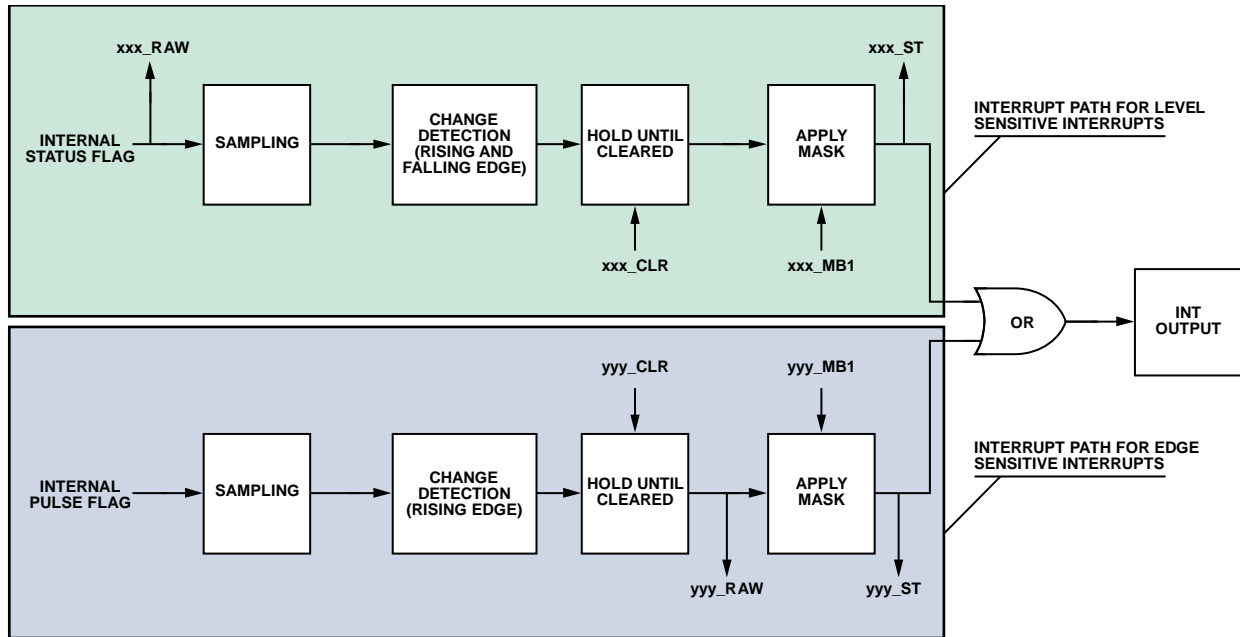 xxx_RAW
xxx_ST
INTERNAL
STATUS FLAG
SAMPLING
CHANGE
DETECTION
(RISING AND
FALLING EDGE)
HOLD UNTIL
CLEARED
APPLY
MASK
INTERRUPT PATH FOR LEVEL
SENSITIVE INTERRUPTS
xxx_CLR
xxx_MB1
OR
INT
OUTPUT
yyy_CLR
yyy_MB1
INTERNAL
PULSE FLAG
SAMPLING
CHANGE
DETECTION
(RISING EDGE)
HOLD UNTIL
CLEARED
APPLY
MASK
INTERRUPT PATH FOR EDGE
SENSITIVE INTERRUPTS
yyy_RAW
yyy_ST